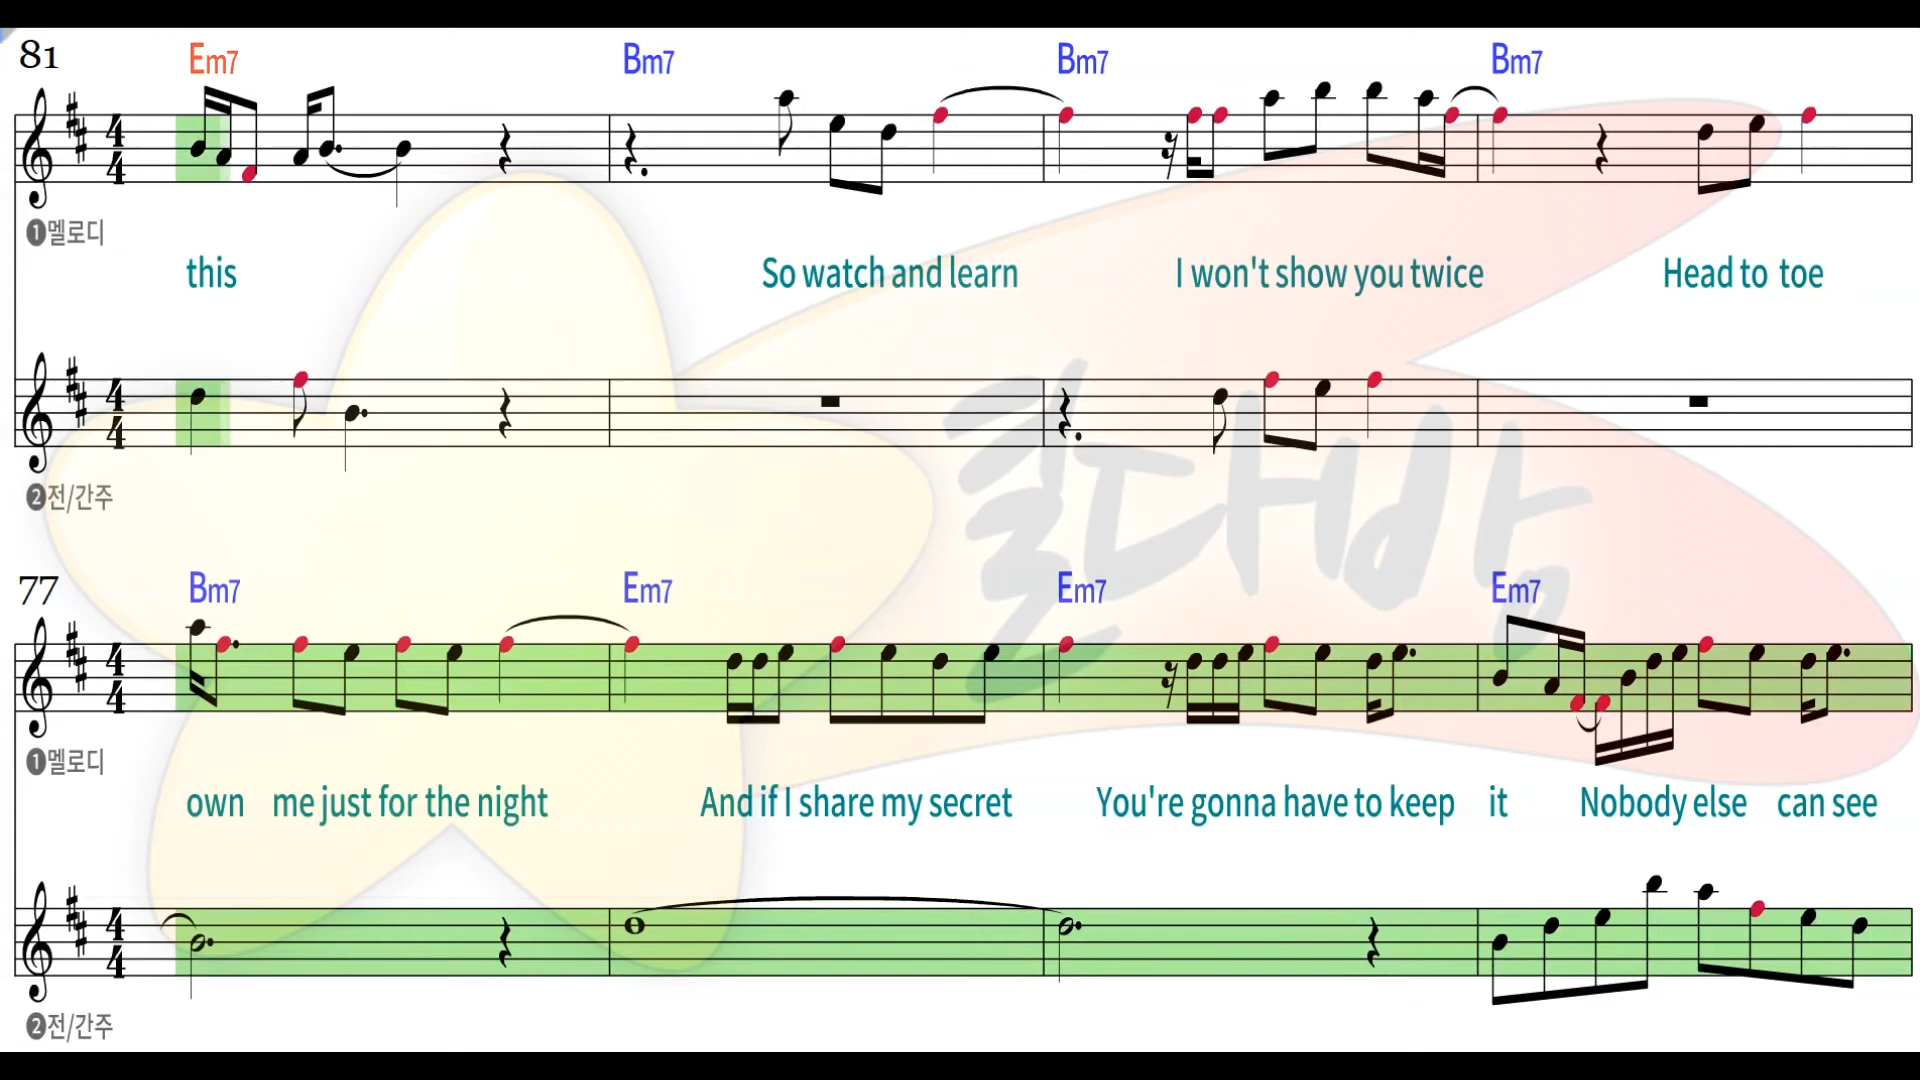 81 Em7 Bm7 Bm7 Bm7
❶멜로디
this So watch and learn I won't show you twice Head to toe
❷전/간주
77 Bm7 Em7 Em7 Em7
❶멜로디
own me just for the night And if I share my secret You're gonna have to keep it Nobody else can see
❷전/간주